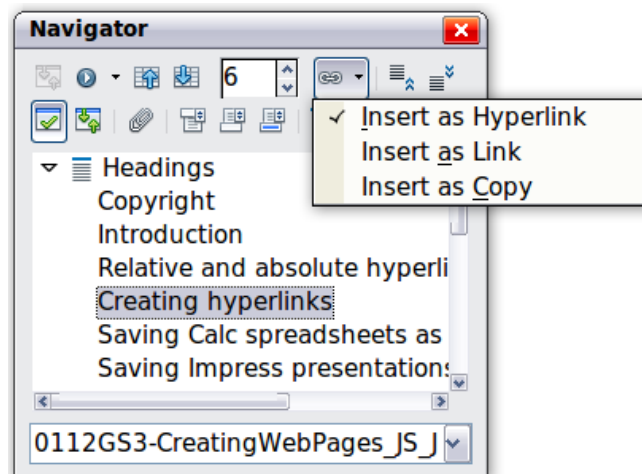 Navigator
6
Insert as Hyperlink
Insert as Link
Insert as Copy
Headings
Copyright
Introduction
Relative and absolute hyperli
Creating hyperlinks
Saving Calc spreadsheets as
Saving Impress presentations
0112GS3-CreatingWebPages_JS_J